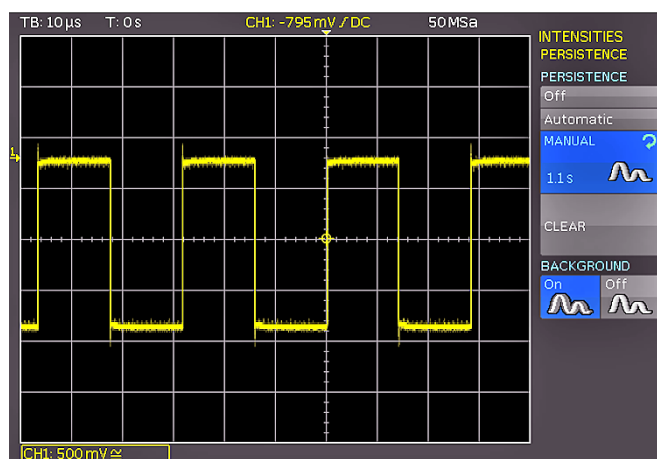 TB: 10 µs T: 0 s CH1: -795 mV ⨍ DC 50 MSa
INTENSITIES
PERSISTENCE
PERSISTENCE
Off
Automatic
MANUAL
1.1 s
CLEAR
BACKGROUND
On Off
1
CH1: 500 mV ≃